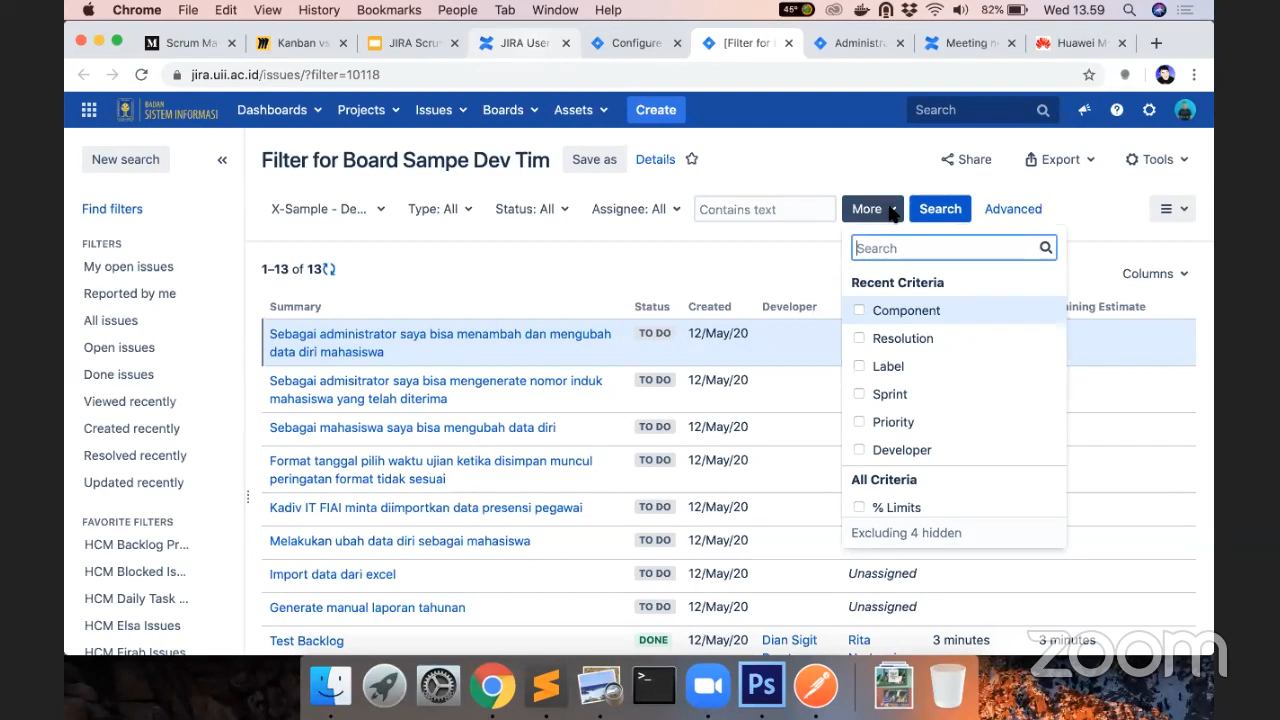 Chrome File Edit View History Bookmarks People Tab Window Help 45° 82% Wed 13.59
Scrum Ma Kanban vs JIRA Scru JIRA User Configure [Filter for Administra Meeting n Huawei M
jira.uii.ac.id/issues/?filter=10118
BADAN
SISTEM INFORMASI
Dashboards Projects Issues Boards Assets Create Search
New search
Filter for Board Sampe Dev Tim Save as Details Share Export Tools
Find filters
X-Sample - De... Type: All Status: All Assignee: All Contains text More Search Advanced
FILTERS
My open issues
Reported by me
All issues
Open issues
Done issues
Viewed recently
Created recently
Resolved recently
Updated recently
FAVORITE FILTERS
HCM Backlog Pr...
HCM Blocked Is...
HCM Daily Task ...
HCM Elsa Issues
HCM Firah Issues
1–13 of 13
Columns
Summary Status Created Developer ining Estimate
Sebagai administrator saya bisa menambah dan mengubah
data diri mahasiswa
TO DO 12/May/20
Sebagai admisitrator saya bisa mengenerate nomor induk
mahasiswa yang telah diterima
TO DO 12/May/20
Sebagai mahasiswa saya bisa mengubah data diri TO DO 12/May/20
Format tanggal pilih waktu ujian ketika disimpan muncul
peringatan format tidak sesuai
TO DO 12/May/20
Kadiv IT FIAI minta diimportkan data presensi pegawai TO DO 12/May/20
Melakukan ubah data diri sebagai mahasiswa TO DO 12/May/20
Import data dari excel TO DO 12/May/20 Unassigned
Generate manual laporan tahunan TO DO 12/May/20 Unassigned
Test Backlog DONE 12/May/20 Dian Sigit Rita 3 minutes 3 minutes
Search
Recent Criteria
Component
Resolution
Label
Sprint
Priority
Developer
All Criteria
% Limits
Excluding 4 hidden
Ps
zoom